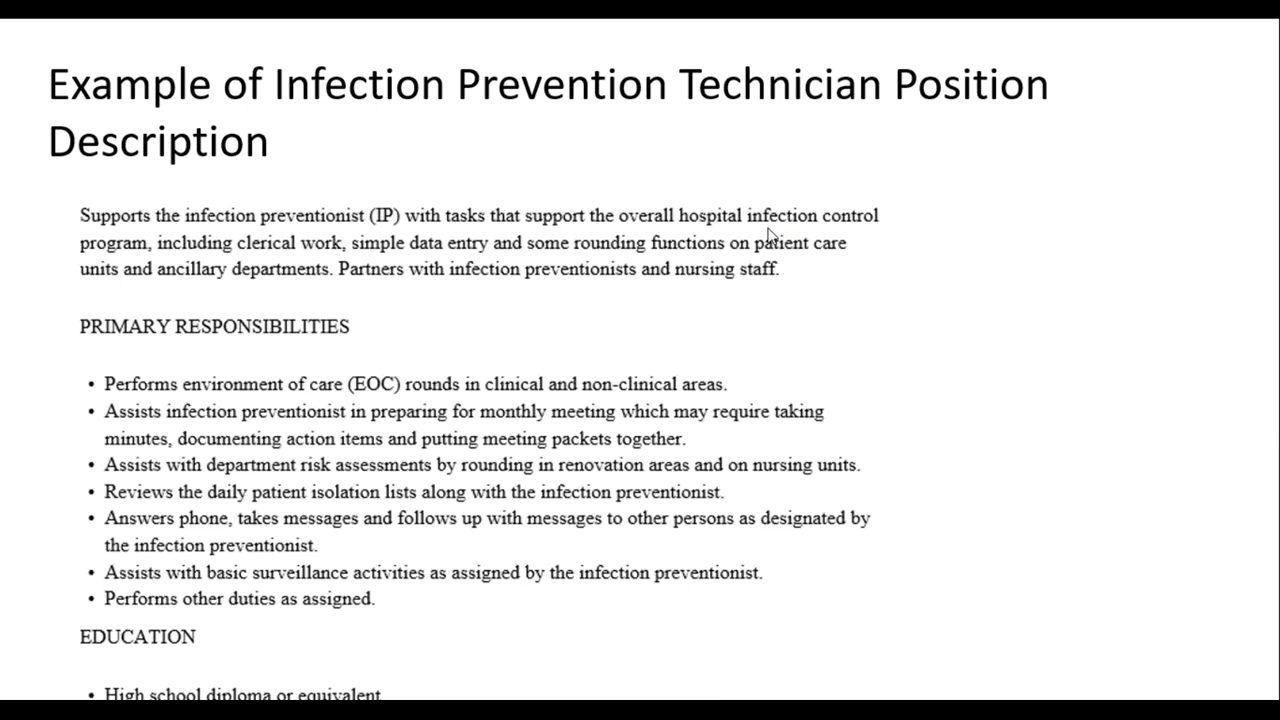 Example of Infection Prevention Technician Position
Description
Supports the infection preventionist (IP) with tasks that support the overall hospital infection control
program, including clerical work, simple data entry and some rounding functions on patient care
units and ancillary departments. Partners with infection preventionists and nursing staff.
PRIMARY RESPONSIBILITIES
• Performs environment of care (EOC) rounds in clinical and non-clinical areas.
• Assists infection preventionist in preparing for monthly meeting which may require taking
minutes, documenting action items and putting meeting packets together.
• Assists with department risk assessments by rounding in renovation areas and on nursing units.
• Reviews the daily patient isolation lists along with the infection preventionist.
• Answers phone, takes messages and follows up with messages to other persons as designated by
the infection preventionist.
• Assists with basic surveillance activities as assigned by the infection preventionist.
• Performs other duties as assigned.
EDUCATION
• High school diploma or equivalent